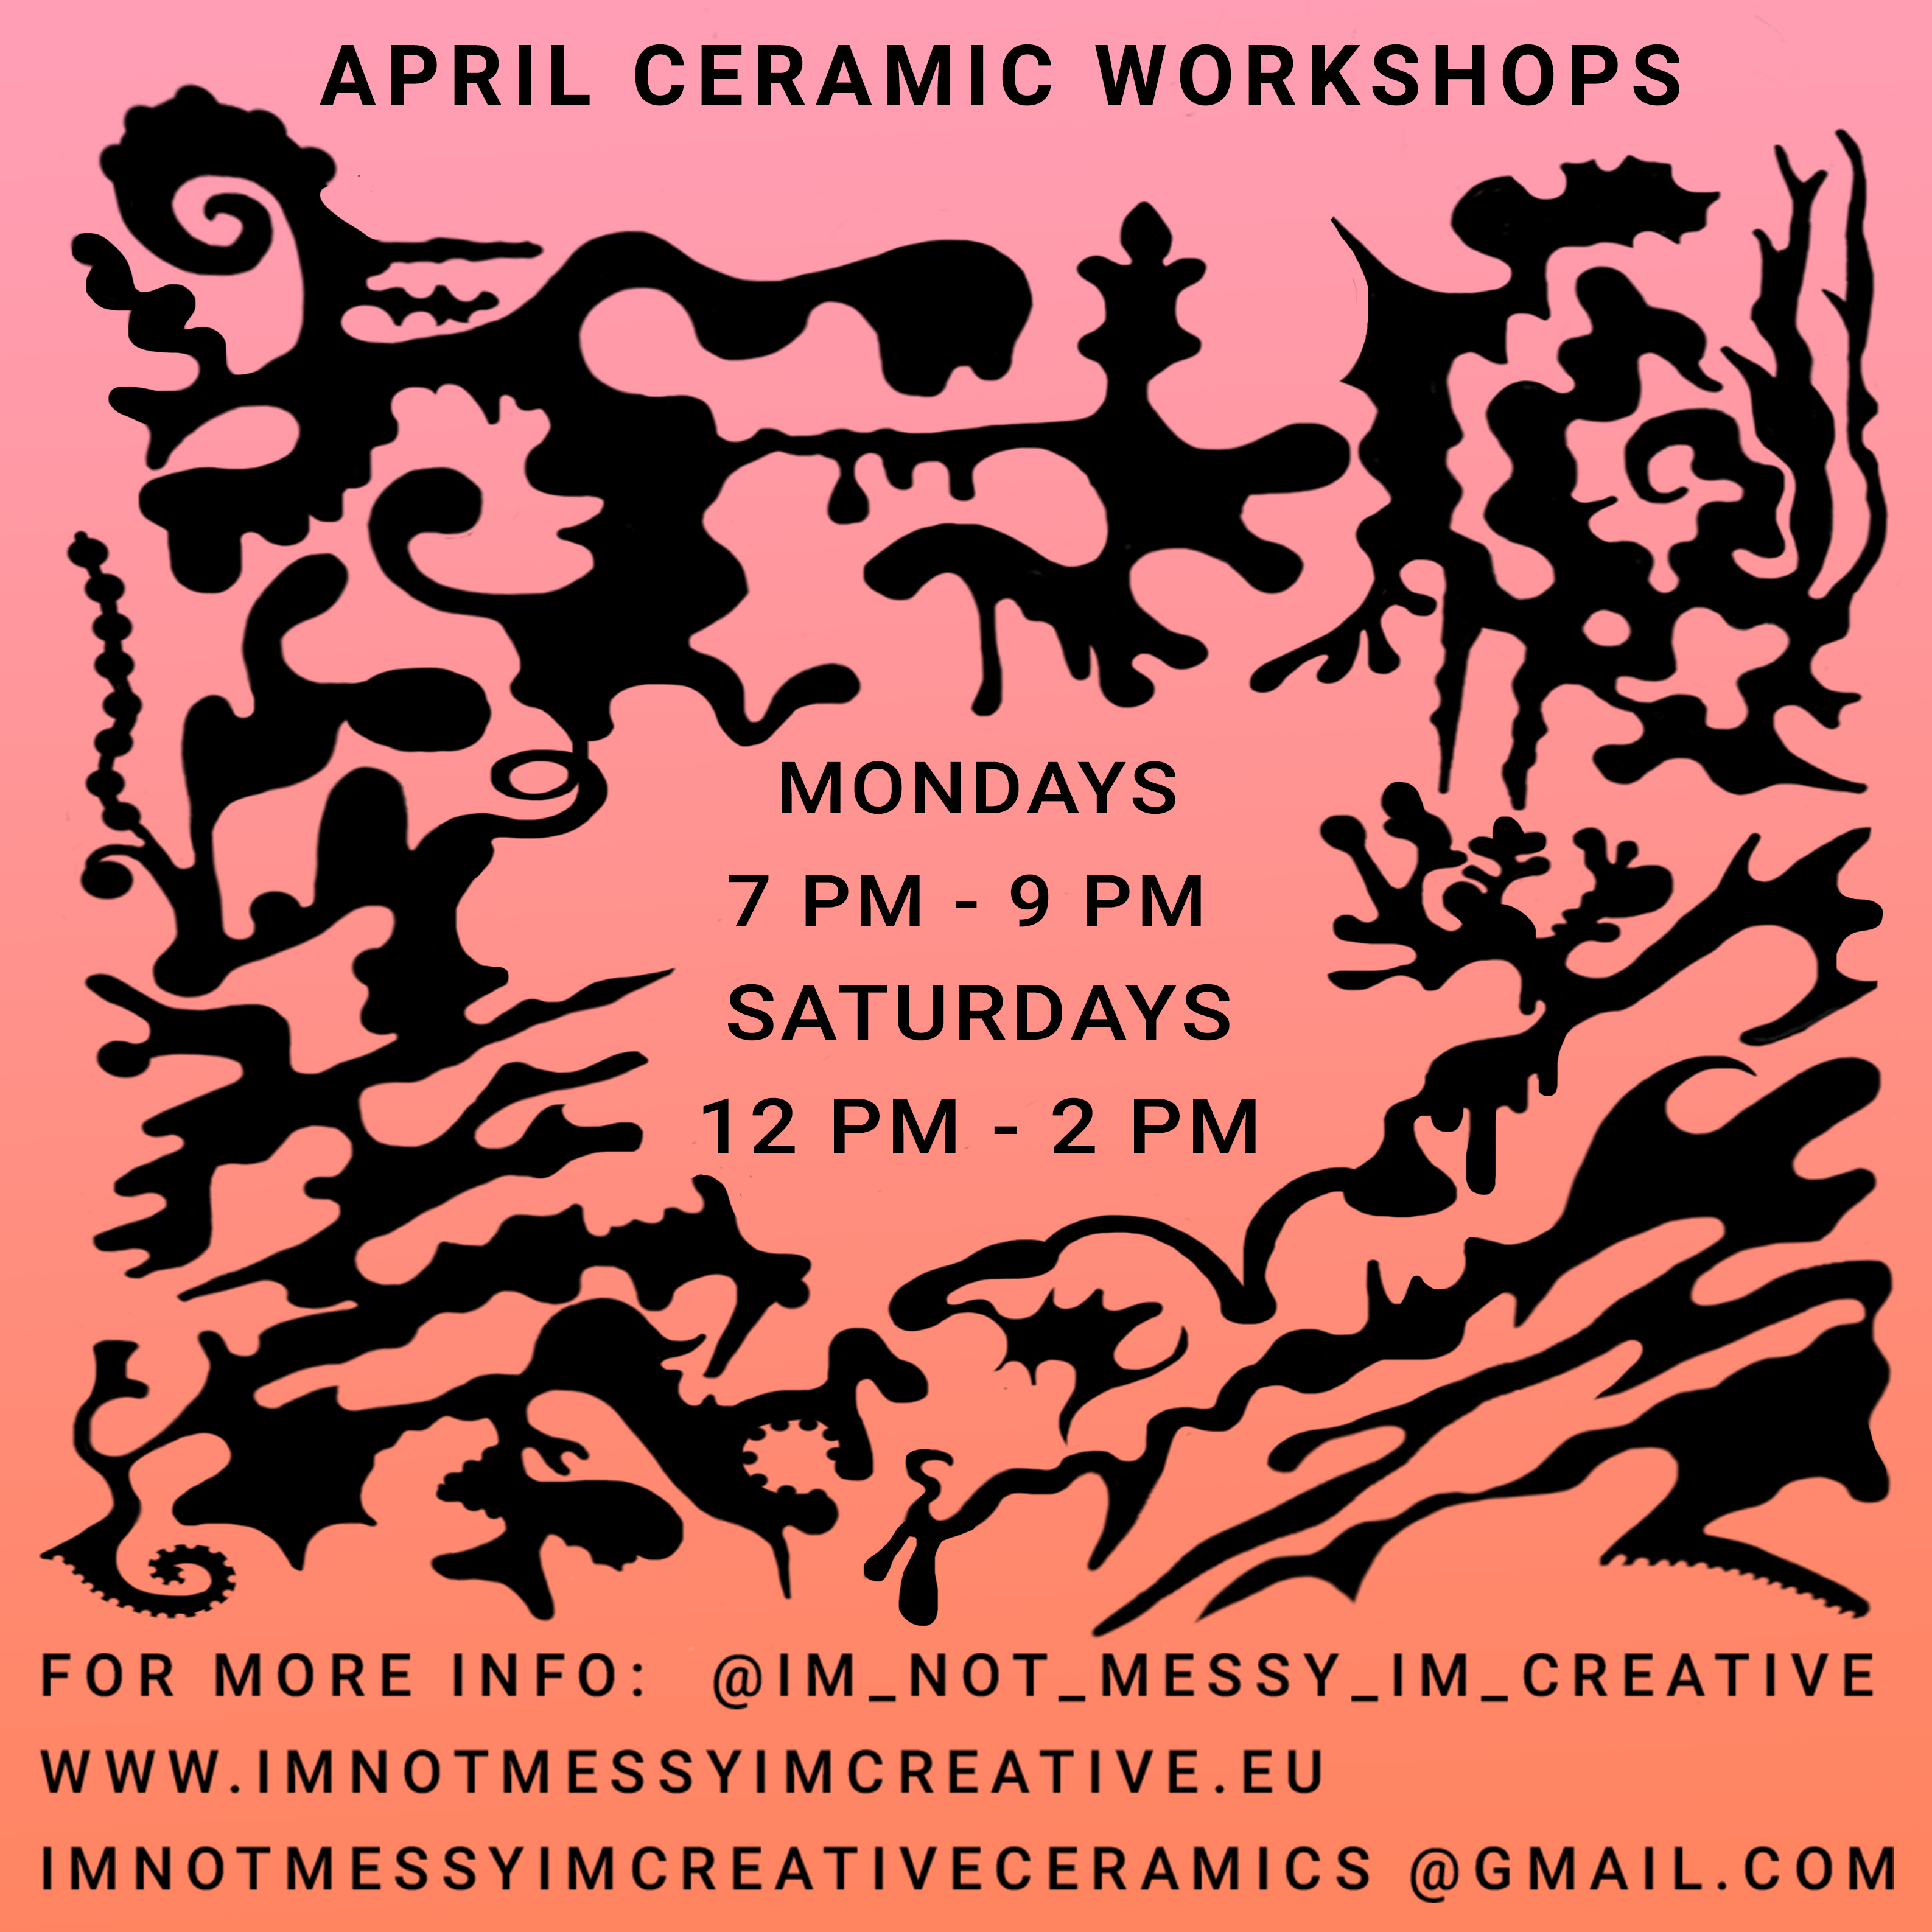 APRIL CERAMIC WORKSHOPS
MONDAYS
7 PM - 9 PM
SATURDAYS
12 PM - 2 PM
FOR MORE INFO: @IM_NOT_MESSY_IM_CREATIVE
WWW.IMNOTMESSYIMCREATIVE.EU
IMNOTMESSYIMCREATIVECERAMICS @GMAIL.COM